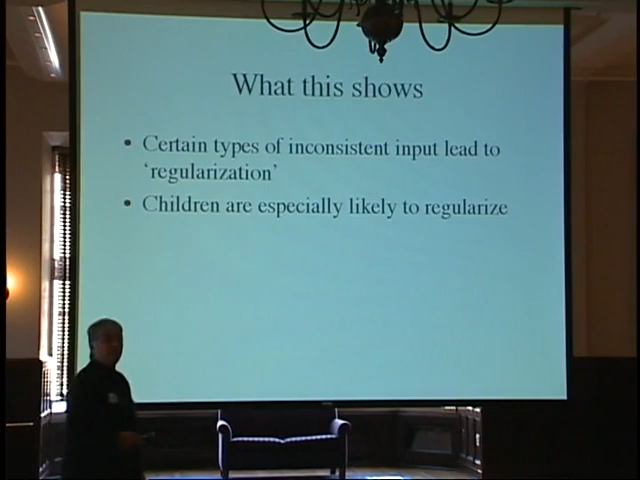 What this shows
• Certain types of inconsistent input lead to
‘regularization’
• Children are especially likely to regularize